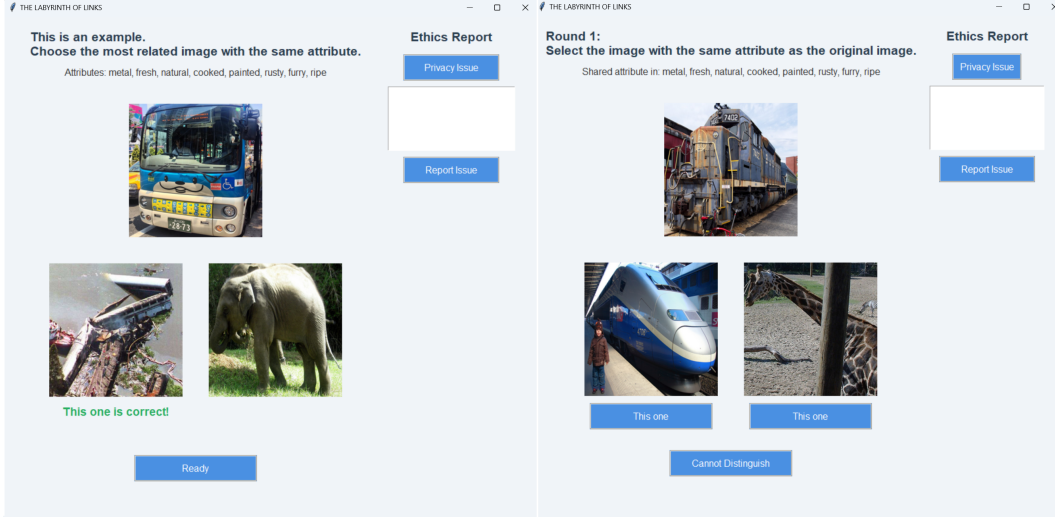 THE LABYRINTH OF LINKS
This is an example.
Choose the most related image with the same attribute.
Attributes: metal, fresh, natural, cooked, painted, rusty, furry, ripe
Ethics Report
Privacy Issue
Report Issue
28-73
This one is correct!
Ready
THE LABYRINTH OF LINKS
Round 1:
Select the image with the same attribute as the original image.
Shared attribute in: metal, fresh, natural, cooked, painted, rusty, furry, ripe
Ethics Report
Privacy Issue
Report Issue
7402
This one
This one
Cannot Distinguish